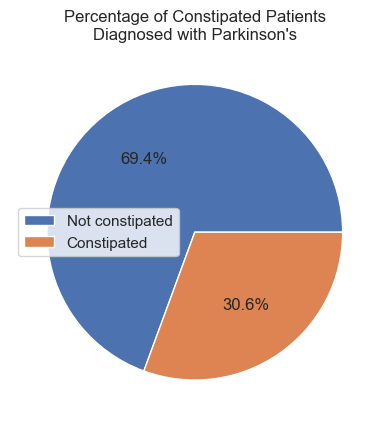 Percentage of Constipated Patients
Diagnosed with Parkinson's
69.4%
Not constipated
Constipated
30.6%